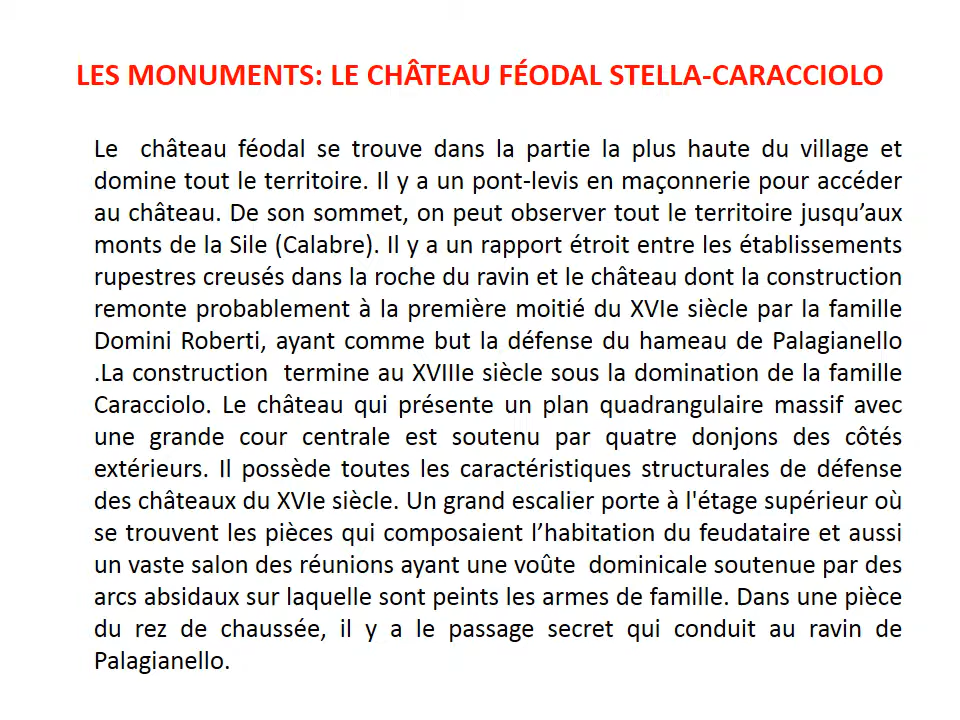 LES MONUMENTS: LE CHÂTEAU FÉODAL STELLA-CARACCIOLO
Le  château féodal se trouve dans la partie la plus haute du village et
domine tout le territoire. Il y a un pont-levis en maçonnerie pour accéder
au château. De son sommet, on peut observer tout le territoire jusqu’aux
monts de la Sile (Calabre). Il y a un rapport étroit entre les établissements
rupestres creusés dans la roche du ravin et le château dont la construction
remonte probablement à la première moitié du XVIe siècle par la famille
Domini Roberti, ayant comme but la défense du hameau de Palagianello
.La construction  termine au XVIIIe siècle sous la domination de la famille
Caracciolo. Le château qui présente un plan quadrangulaire massif avec
une grande cour centrale est soutenu par quatre donjons des côtés
extérieurs. Il possède toutes les caractéristiques structurales de défense
des châteaux du XVIe siècle. Un grand escalier porte à l'étage supérieur où
se trouvent les pièces qui composaient l’habitation du feudataire et aussi
un vaste salon des réunions ayant une voûte  dominicale soutenue par des
arcs absidaux sur laquelle sont peints les armes de famille. Dans une pièce
du rez de chaussée, il y a le passage secret qui conduit au ravin de
Palagianello.